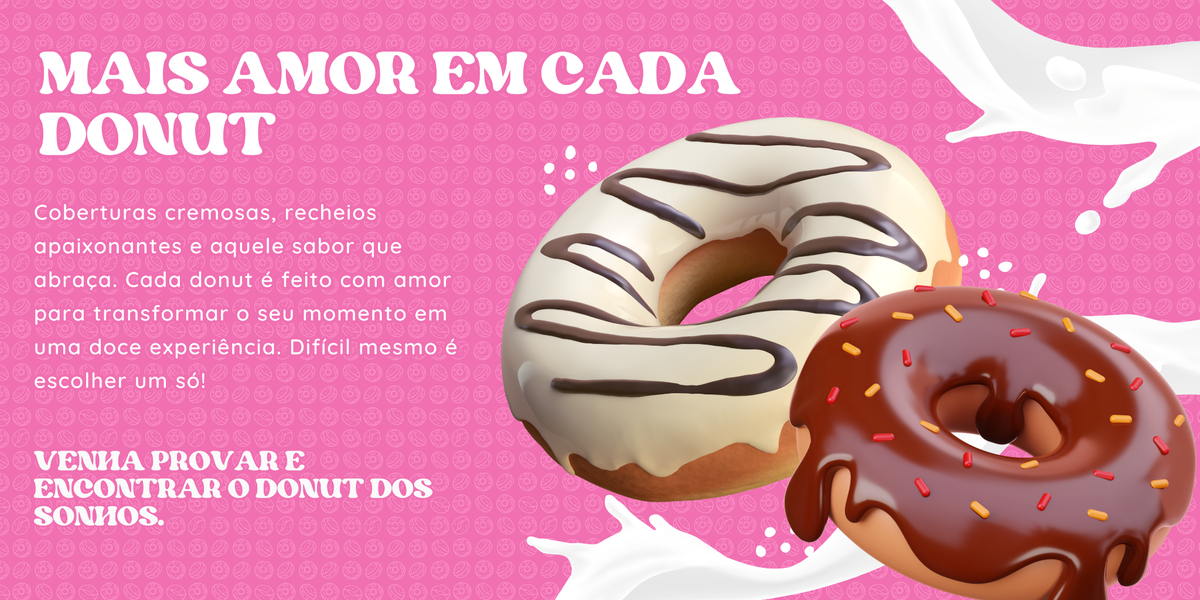 MAIS AMOR EM CADA
DONUT
Coberturas cremosas, recheios
apaixonantes e aquele sabor que
abraça. Cada donut é feito com amor
para transformar o seu momento em
uma doce experiência. Difícil mesmo é
escolher um só!
VENHA PROVAR E
ENCONTRAR O DONUT DOS
SONHOS.